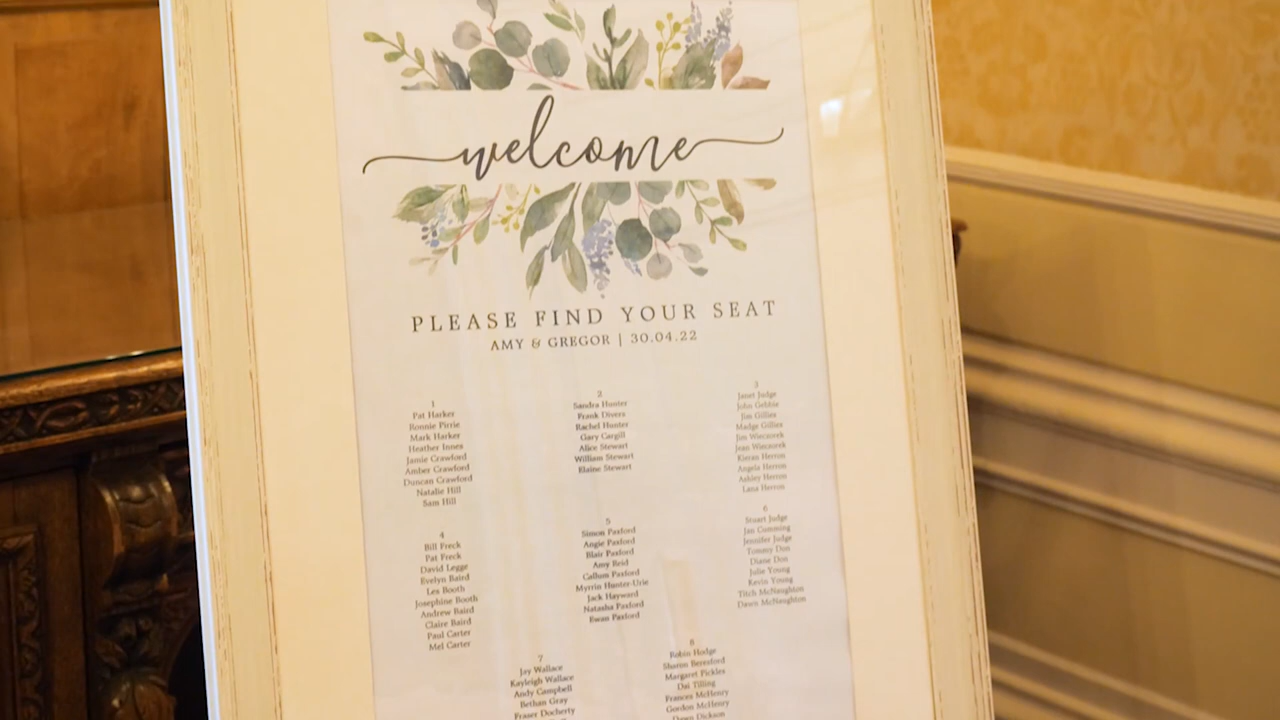 welcome
PLEASE FIND YOUR SEAT
AMY & GREGOR | 30.04.22
1
Pat Harker
Ronnie Pirrie
Mark Harker
Heather Innes
Jamie Crawford
Amber Crawford
Duncan Crawford
Natalie Hill
Sam Hill
2
Sandra Hunter
Frank Divers
Rachel Hunter
Gary Cargill
Alice Stewart
William Stewart
Elaine Stewart
3
Janet Judge
John Gebbie
Jim Gillies
Madge Gillies
Jim Wieczorek
Jean Wieczorek
Kieran Herron
Angela Herron
Ashley Herron
Lana Herron
4
Bill Freck
Pat Freck
David Legge
Evelyn Baird
Les Booth
Josephine Booth
Andrew Baird
Claire Baird
Paul Carter
Mel Carter
5
Simon Paxford
Angie Paxford
Blair Paxford
Amy Reid
Callum Paxford
Myrrin Hunter-Urie
Jack Hayward
Natasha Paxford
Ewan Paxford
6
Stuart Judge
Jan Cumming
Jennifer Judge
Tommy Don
Diane Don
Julie Young
Kevin Young
Titch McNaughton
Dawn McNaughton
7
Jay Wallace
Kayleigh Wallace
Andy Campbell
Bethan Gray
Fraser Docherty
8
Robin Hodge
Sharon Beresford
Margaret Pickles
Dai Tilling
Frances McHenry
Gordon McHenry
Dawn Dickson